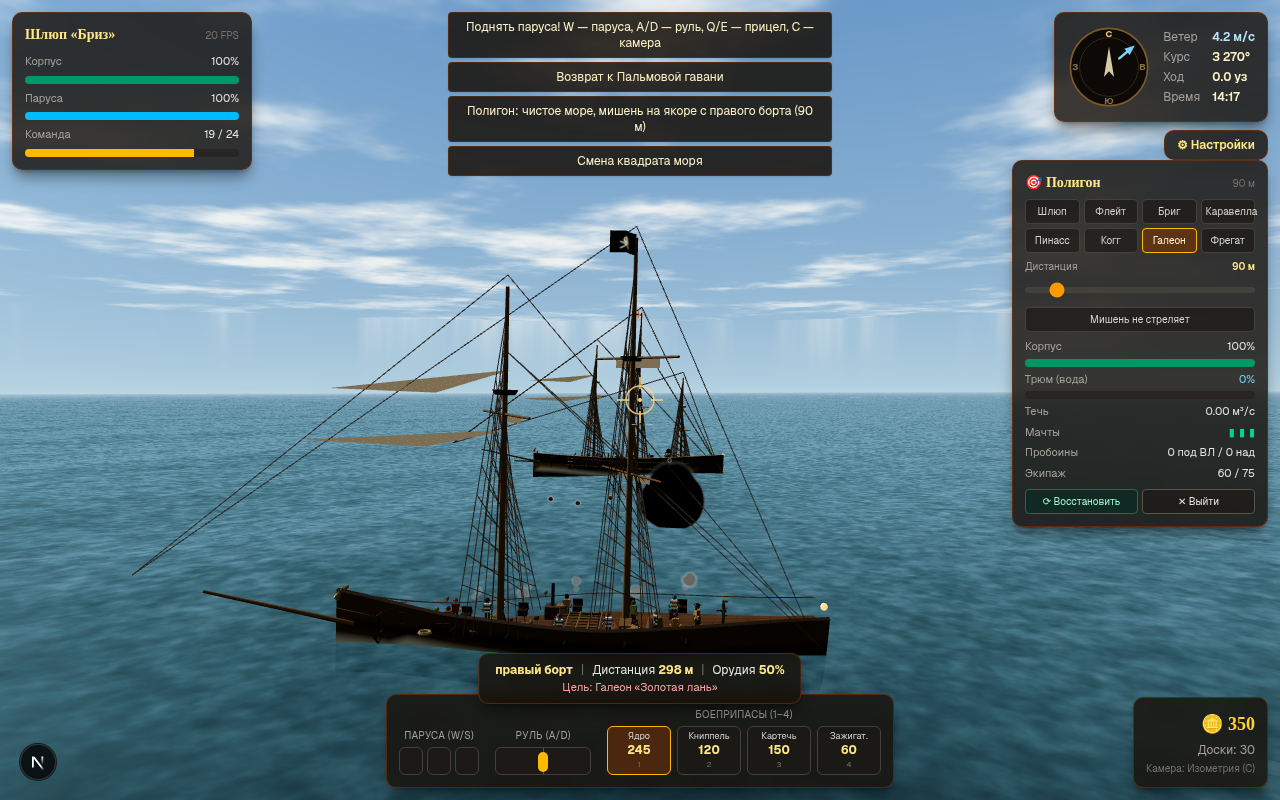 Шлюп «Бриз»
20 FPS
Корпус
100%
Паруса
100%
Команда
19 / 24
Поднять паруса! W — паруса, A/D — руль, Q/E — прицел, C —
камера
Возврат к Пальмовой гавани
Полигон: чистое море, мишень на якоре с правого борта (90
м)
Смена квадрата моря
С
З
В
Ю
Ветер
4.2 м/с
Курс
З 270°
Ход
0.0 уз
Время
14:17
⚙ Настройки
🎯 Полигон
90 м
Шлюп
Флейт
Бриг
Каравелла
Пинасс
Когг
Галеон
Фрегат
Дистанция
90 м
Мишень не стреляет
Корпус
100%
Трюм (вода)
0%
Течь
0.00 м³/с
Мачты
Пробоины
0 под ВЛ / 0 над
Экипаж
60 / 75
⟳ Восстановить
✕ Выйти
правый борт | Дистанция 298 м | Орудия 50%
Цель: Галеон «Золотая лань»
ПАРУСА (W/S)
РУЛЬ (A/D)
БОЕПРИПАСЫ (1–4)
Ядро
245
1
Книппель
120
2
Картечь
150
3
Зажигат.
60
4
N
🪙 350
Доски: 30
Камера: Изометрия (C)